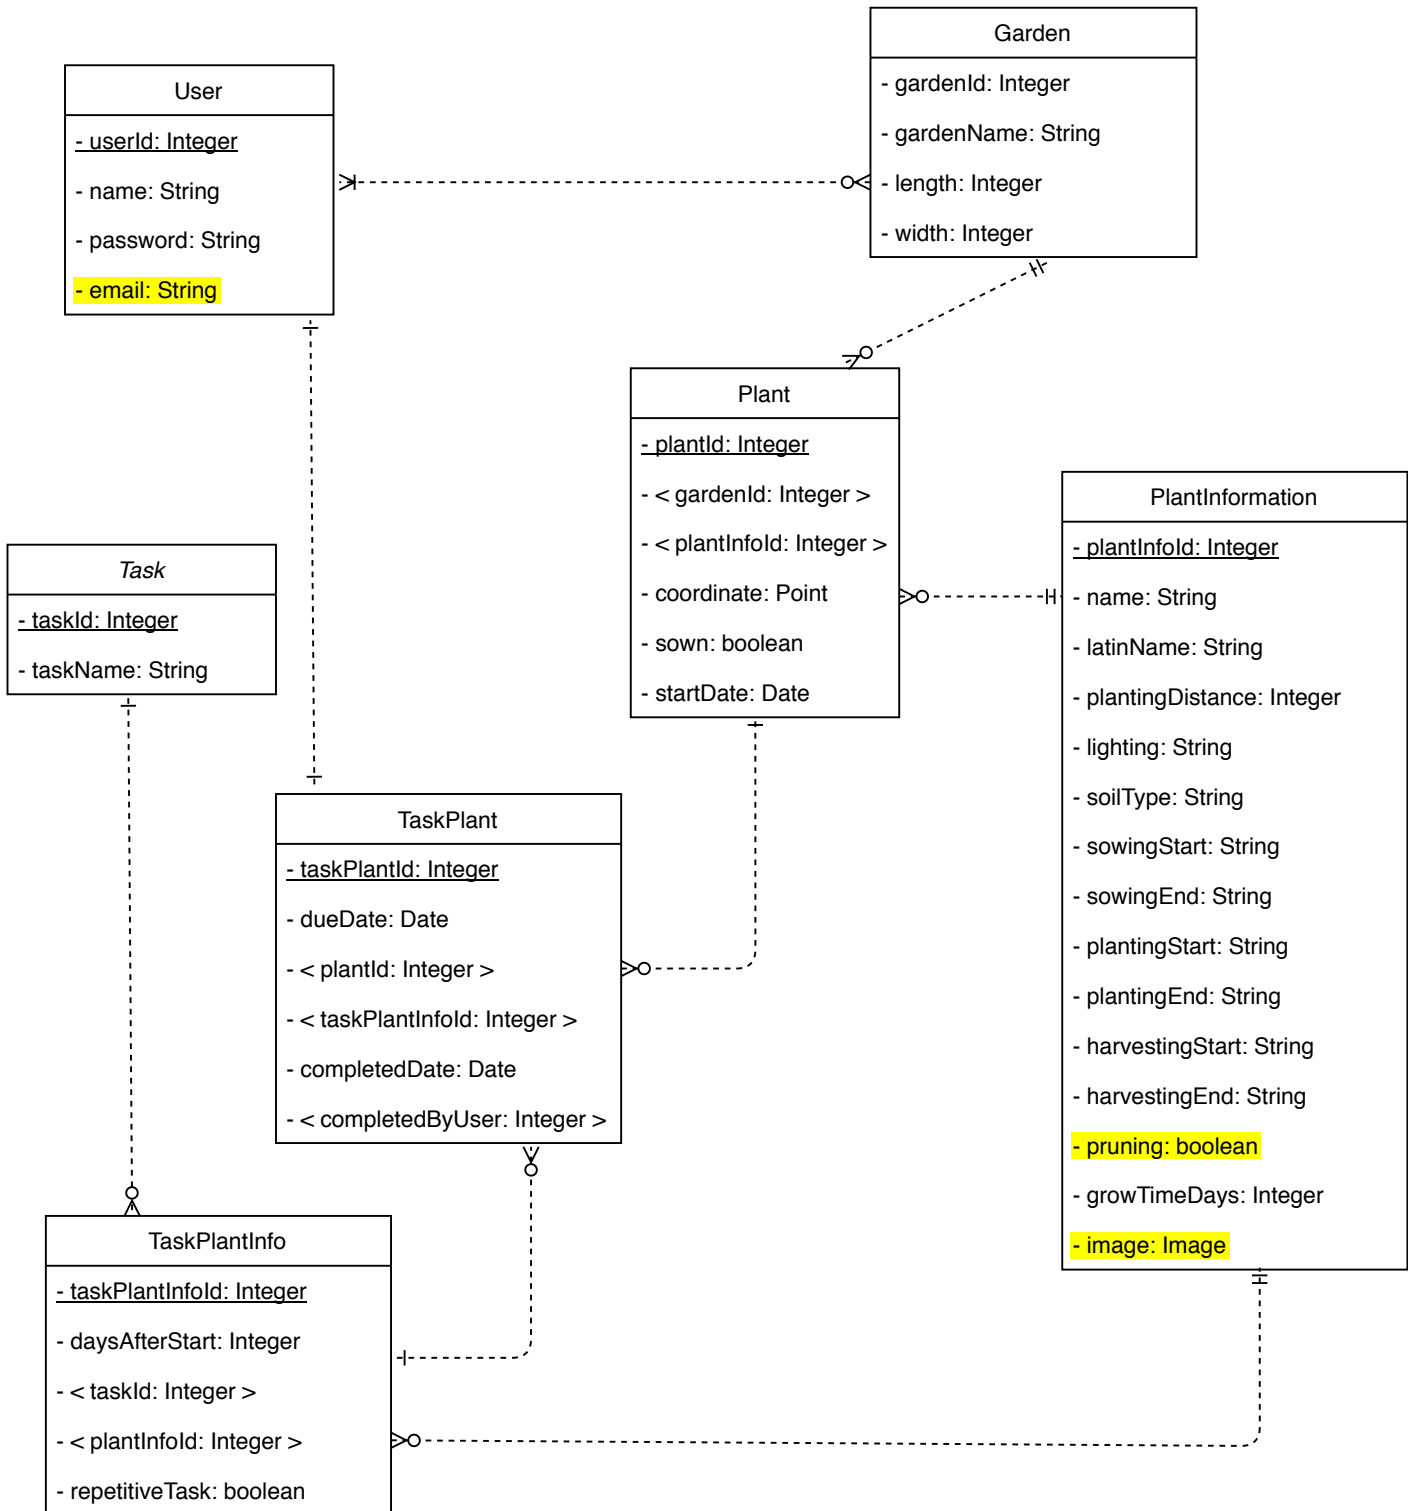 Garden
- gardenId: Integer
- gardenName: String
- length: Integer
- width: Integer
User
- userId: Integer
- name: String
- password: String
- email: String
Plant
- plantId: Integer
- < gardenId: Integer >
- < plantInfoId: Integer >
- coordinate: Point
- sown: boolean
- startDate: Date
PlantInformation
- plantInfoId: Integer
- name: String
- latinName: String
- plantingDistance: Integer
- lighting: String
- soilType: String
- sowingStart: String
- sowingEnd: String
- plantingStart: String
- plantingEnd: String
- harvestingStart: String
- harvestingEnd: String
- pruning: boolean
- growTimeDays: Integer
- image: Image
Task
- taskId: Integer
- taskName: String
TaskPlant
- taskPlantId: Integer
- dueDate: Date
- < plantId: Integer >
- < taskPlantInfoId: Integer >
- completedDate: Date
- < completedByUser: Integer >
TaskPlantInfo
- taskPlantInfoId: Integer
- daysAfterStart: Integer
- < taskId: Integer >
- < plantInfoId: Integer >
- repetitiveTask: boolean